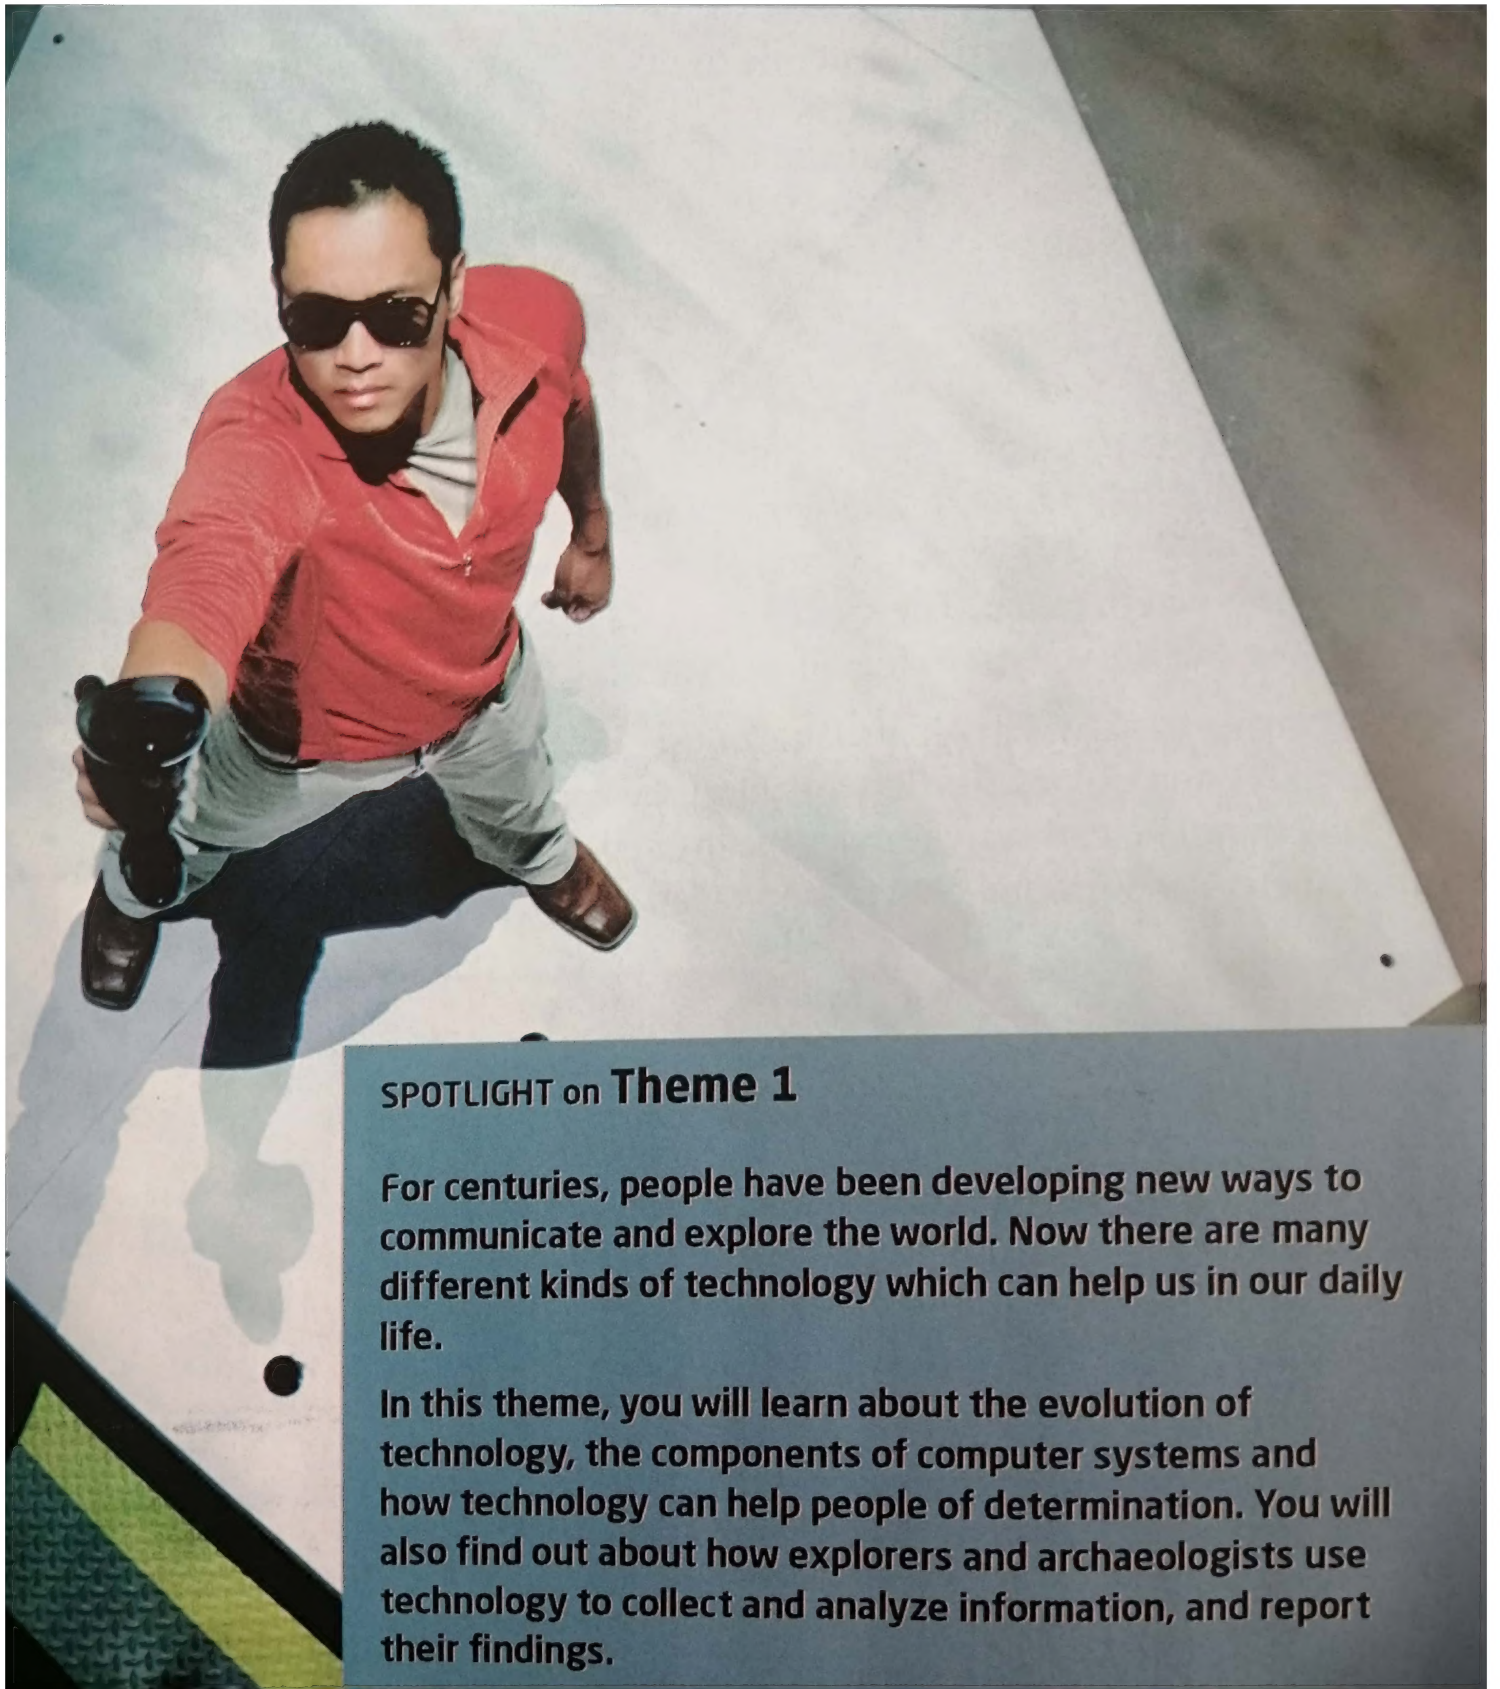 SPOTLIGHT on Theme 1
For centuries, people have been developing new ways to
communicate and explore the world. Now there are many
different kinds of technology which can help us in our daily
life.
In this theme, you will learn about the evolution of
technology, the components of computer systems and
how technology can help people of determination. You will
also find out about how explorers and archaeologists use
technology to collect and analyze information, and report
their findings.